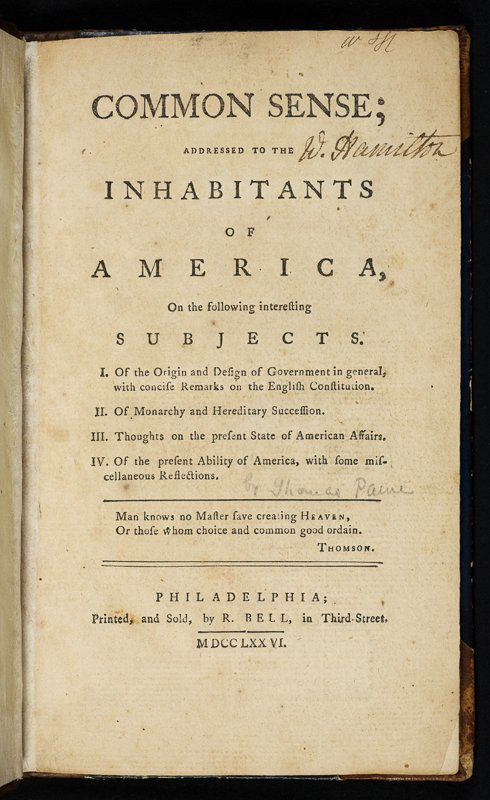 COMMON SENSE;
ADDRESSED TO THE
W. Hamilton
INHABITANTS
OF
AMERICA,
On the following intereſting
SUBJECTS.
I. Of the Origin and Deſign of Government in general,
with conciſe Remarks on the Engliſh Conſtitution.
II. Of Monarchy and Hereditary Succeſſion.
III. Thoughts on the preſent State of American Affairs.
IV. Of the preſent Ability of America, with ſome miſ-
cellaneous Reflections.
by Thomas Paine
Man knows no Maſter ſave creating HEAVEN,
Or thoſe whom choice and common good ordain.
THOMSON.
PHILADELPHIA;
Printed, and Sold, by R. BELL, in Third-Street.
MDCCLXXVI.